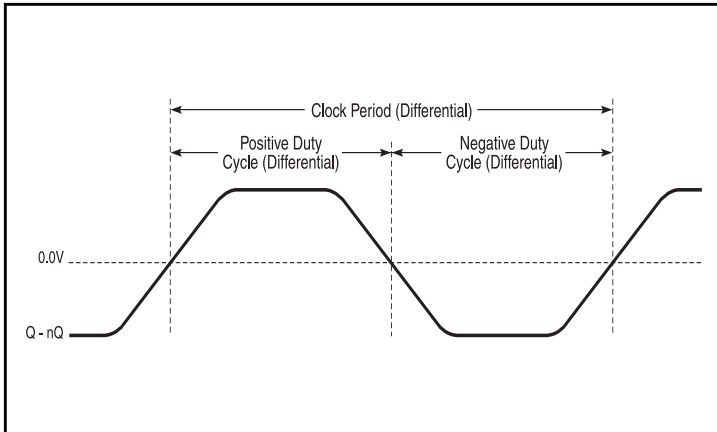 Clock Period (Differential)
Positive Duty
Cycle (Differential)
Negative Duty
Cycle (Differential)
0.0V
Q - nQ